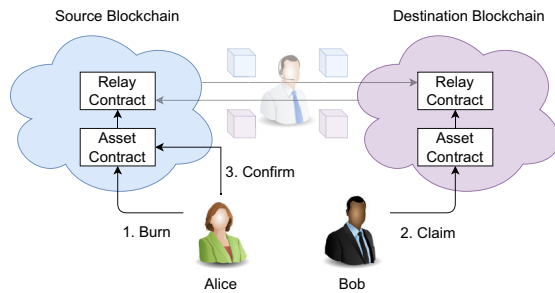 Source Blockchain
Destination Blockchain
Relay
Contract
Relay
Contract
Asset
Contract
Asset
Contract
3. Confirm
1. Burn
2. Claim
Alice
Bob